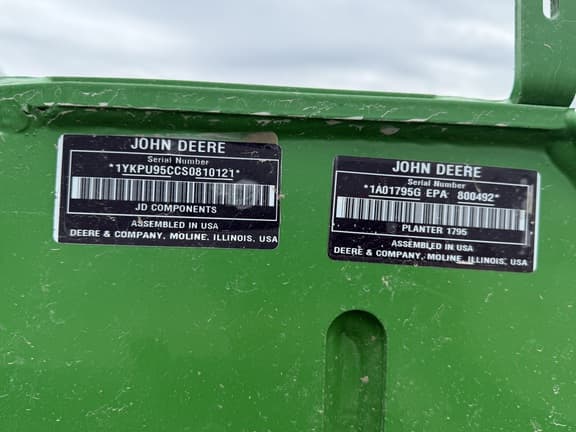 JOHN DEERE
Serial Number
*1YKPU95CCS0810121*
JD COMPONENTS
ASSEMBLED IN USA
DEERE & COMPANY, MOLINE, ILLINOIS, USA
JOHN DEERE
Serial Number
*1A01795G EPA 800492*
PLANTER 1795
ASSEMBLED IN USA
DEERE & COMPANY, MOLINE, ILLINOIS, USA